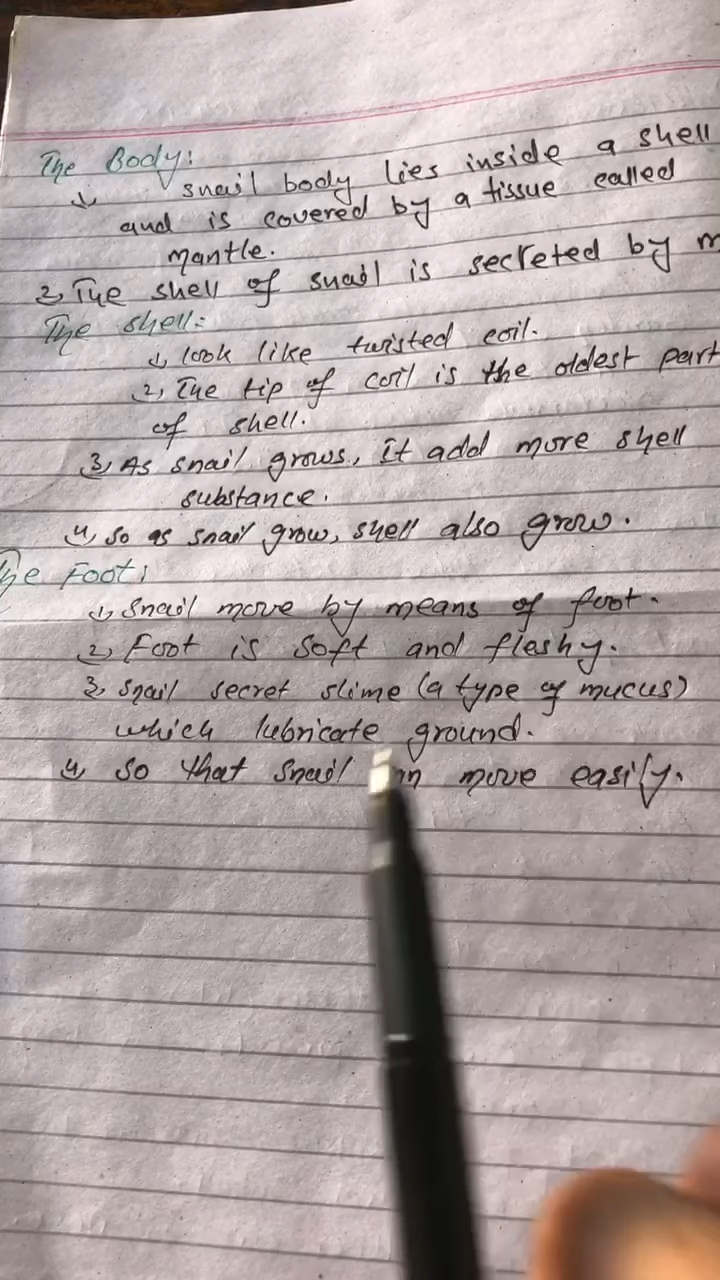 The Body:
1, snail body lies inside a shell
and is covered by a tissue called
mantle.
2, The shell of snail is secreted by m
The shell:
1, look like twisted coil.
2, The tip of coil is the oldest part
of shell.
3, As snail grows, it add more shell
substance.
4, so as snail grow, shell also grow.
The Foot:
1, Snail move by means of foot.
2, Foot is soft and fleshy.
3, Snail secret slime (a type of mucus)
which lubricate ground.
4, so that snail move easily.